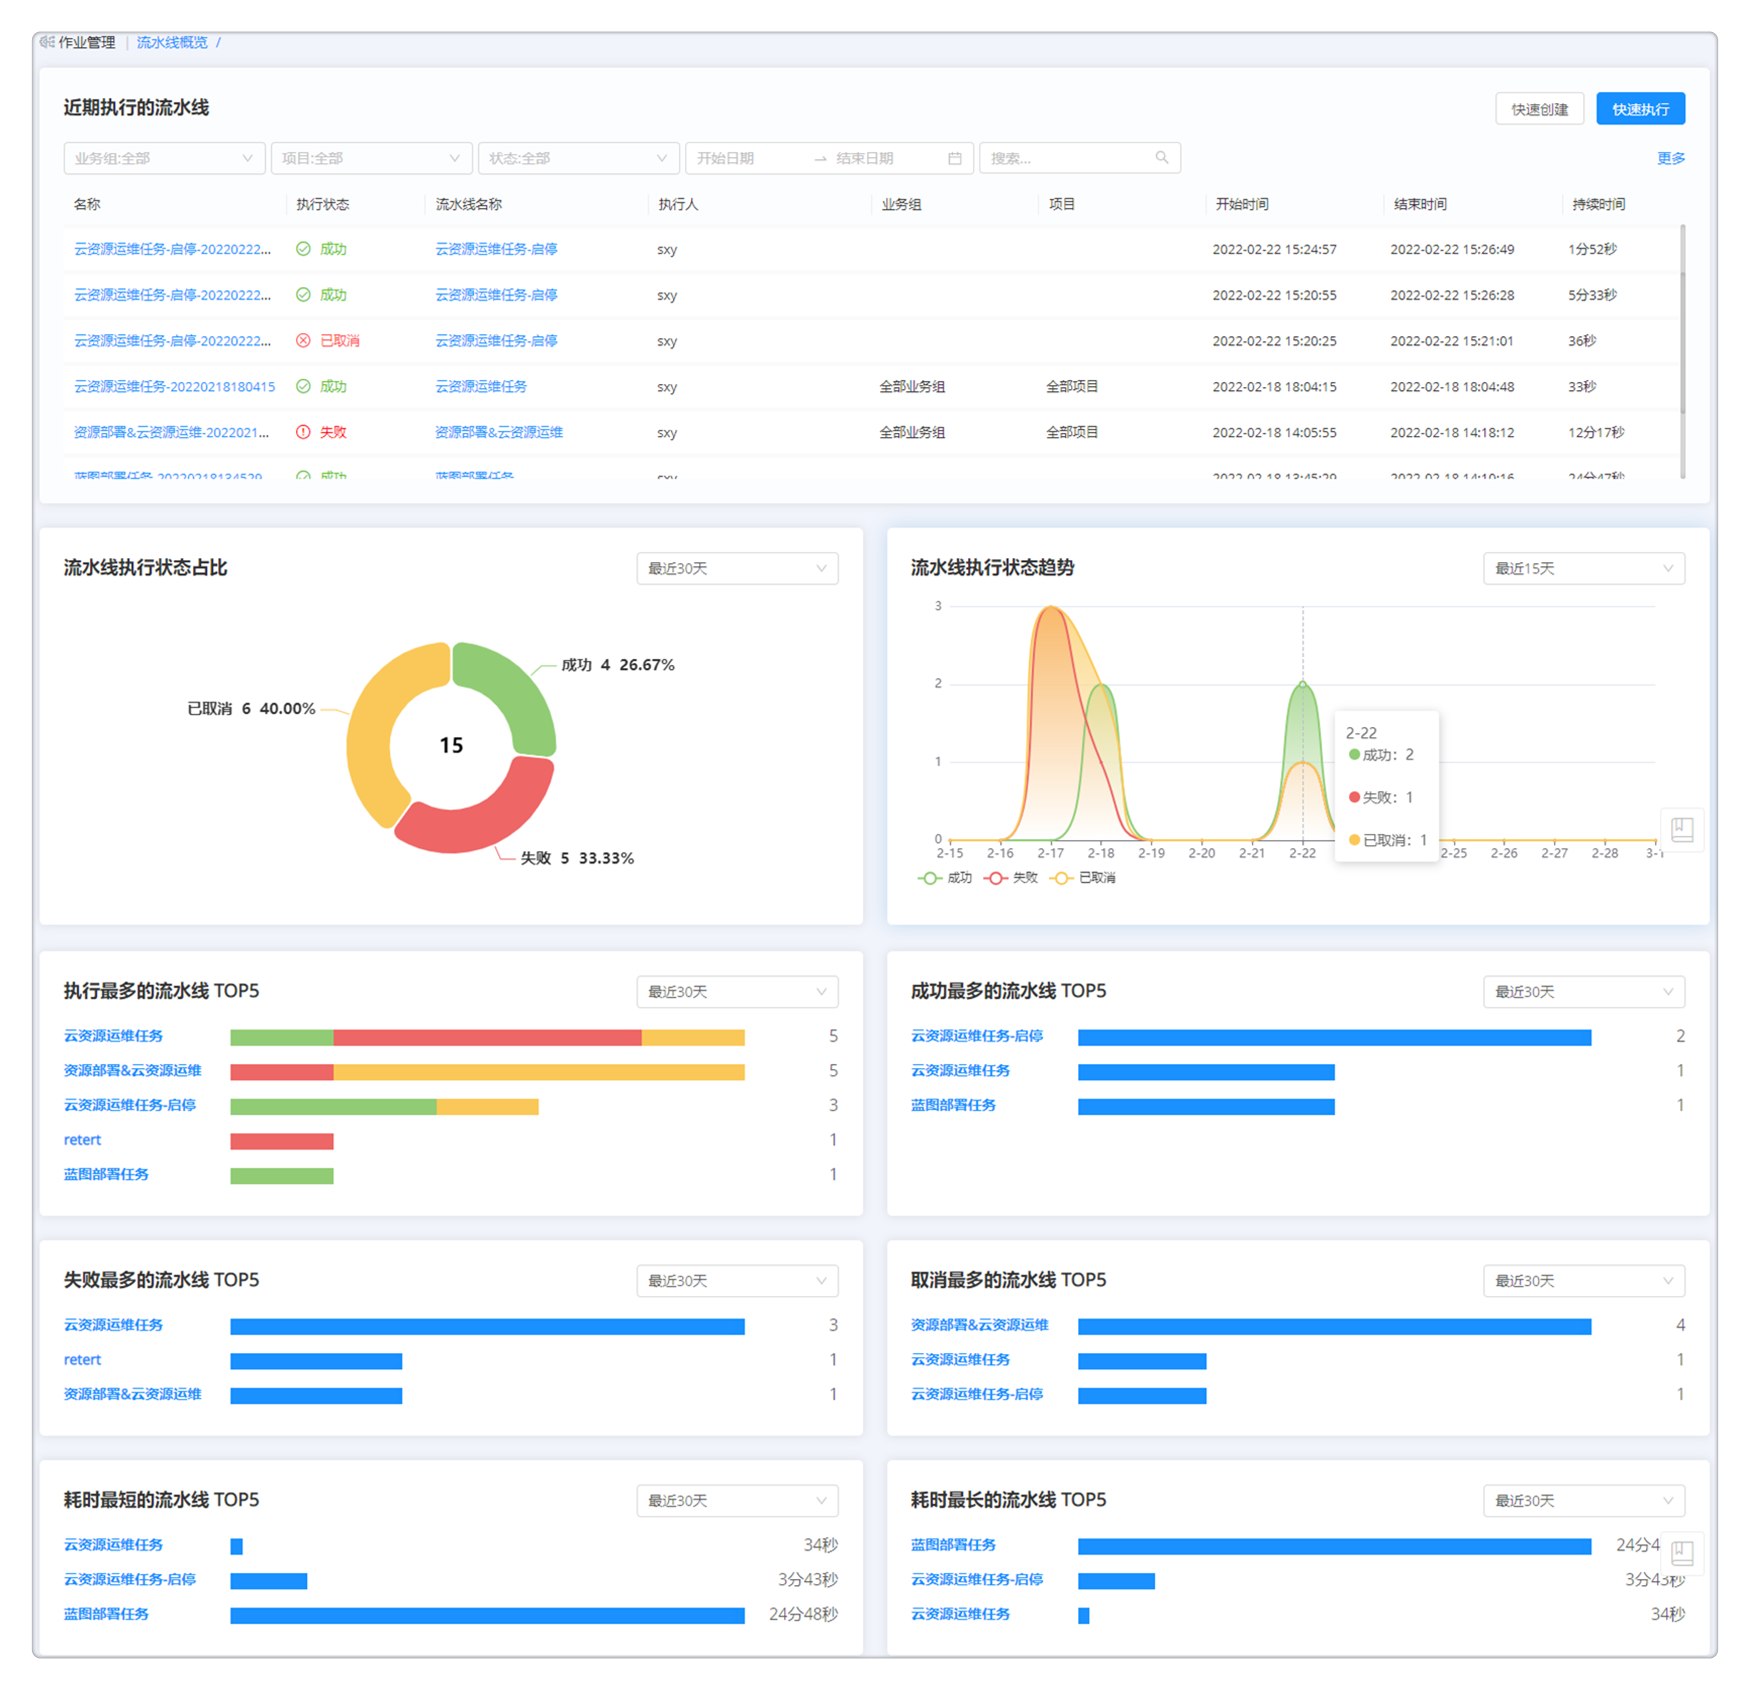 作业管理 | 流水线概览 /
近期执行的流水线 快速创建 快速执行
业务组:全部 项目:全部 状态:全部 开始日期 → 结束日期 搜索... 更多
名称 执行状态 流水线名称 执行人 业务组 项目 开始时间 结束时间 持续时间
云资源运维任务-启停-20220222... 成功 云资源运维任务-启停 sxy 2022-02-22 15:24:57 2022-02-22 15:26:49 1分52秒
云资源运维任务-启停-20220222... 成功 云资源运维任务-启停 sxy 2022-02-22 15:20:55 2022-02-22 15:26:28 5分33秒
云资源运维任务-启停-20220222... 已取消 云资源运维任务-启停 sxy 2022-02-22 15:20:25 2022-02-22 15:21:01 36秒
云资源运维任务-20220218180415 成功 云资源运维任务 sxy 全部业务组 全部项目 2022-02-18 18:04:15 2022-02-18 18:04:48 33秒
资源部署&云资源运维-2022021... 失败 资源部署&云资源运维 sxy 全部业务组 全部项目 2022-02-18 14:05:55 2022-02-18 14:18:12 12分17秒
蓝图部署任务-20220218134529 成功 蓝图部署任务 sxy 2022-02-18 13:45:29 2022-02-18 14:10:16 24分47秒
流水线执行状态占比 最近30天
成功 4 26.67%
已取消 6 40.00%
15
失败 5 33.33%
流水线执行状态趋势 最近15天
3
2
1
0
2-22
成功: 2
失败: 1
已取消: 1
2-15 2-16 2-17 2-18 2-19 2-20 2-21 2-22 2-25 2-26 2-27 2-28 3-1
成功 失败 已取消
执行最多的流水线 TOP5 最近30天
云资源运维任务 5
资源部署&云资源运维 5
云资源运维任务-启停 3
retert 1
蓝图部署任务 1
成功最多的流水线 TOP5 最近30天
云资源运维任务-启停 2
云资源运维任务 1
蓝图部署任务 1
失败最多的流水线 TOP5 最近30天
云资源运维任务 3
retert 1
资源部署&云资源运维 1
取消最多的流水线 TOP5 最近30天
资源部署&云资源运维 4
云资源运维任务 1
云资源运维任务-启停 1
耗时最短的流水线 TOP5 最近30天
云资源运维任务 34秒
云资源运维任务-启停 3分43秒
蓝图部署任务 24分48秒
耗时最长的流水线 TOP5 最近30天
蓝图部署任务 24分4
云资源运维任务-启停 3分43秒
云资源运维任务 34秒